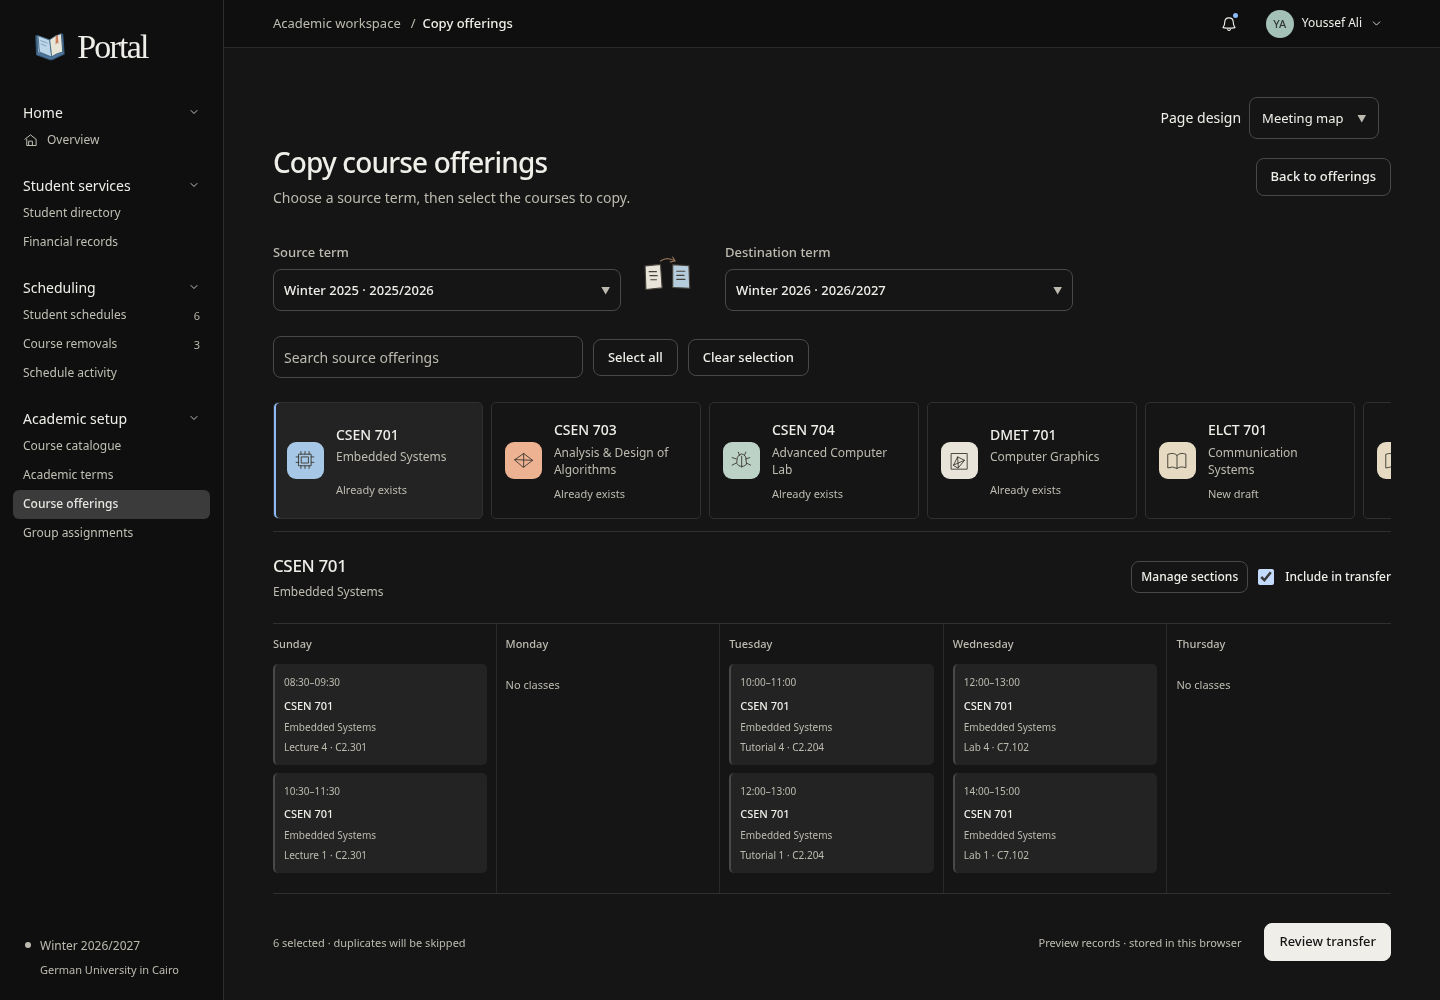 Portal
Home
Overview
Student services
Student directory
Financial records
Scheduling
Student schedules 6
Course removals 3
Schedule activity
Academic setup
Course catalogue
Academic terms
Course offerings
Group assignments
Winter 2026/2027
German University in Cairo
Academic workspace / Copy offerings
YA Youssef Ali
Page design Meeting map
Copy course offerings
Choose a source term, then select the courses to copy.
Back to offerings
Source term
Winter 2025 · 2025/2026
Destination term
Winter 2026 · 2026/2027
Search source offerings
Select all
Clear selection
CSEN 701
Embedded Systems
Already exists
CSEN 703
Analysis & Design of
Algorithms
Already exists
CSEN 704
Advanced Computer
Lab
Already exists
DMET 701
Computer Graphics
Already exists
ELCT 701
Communication
Systems
New draft
CSEN 701
Embedded Systems
Manage sections
Include in transfer
Sunday
08:30–09:30
CSEN 701
Embedded Systems
Lecture 4 · C2.301
10:30–11:30
CSEN 701
Embedded Systems
Lecture 1 · C2.301
Monday
No classes
Tuesday
10:00–11:00
CSEN 701
Embedded Systems
Tutorial 4 · C2.204
12:00–13:00
CSEN 701
Embedded Systems
Tutorial 1 · C2.204
Wednesday
12:00–13:00
CSEN 701
Embedded Systems
Lab 4 · C7.102
14:00–15:00
CSEN 701
Embedded Systems
Lab 1 · C7.102
Thursday
No classes
6 selected · duplicates will be skipped
Preview records · stored in this browser
Review transfer